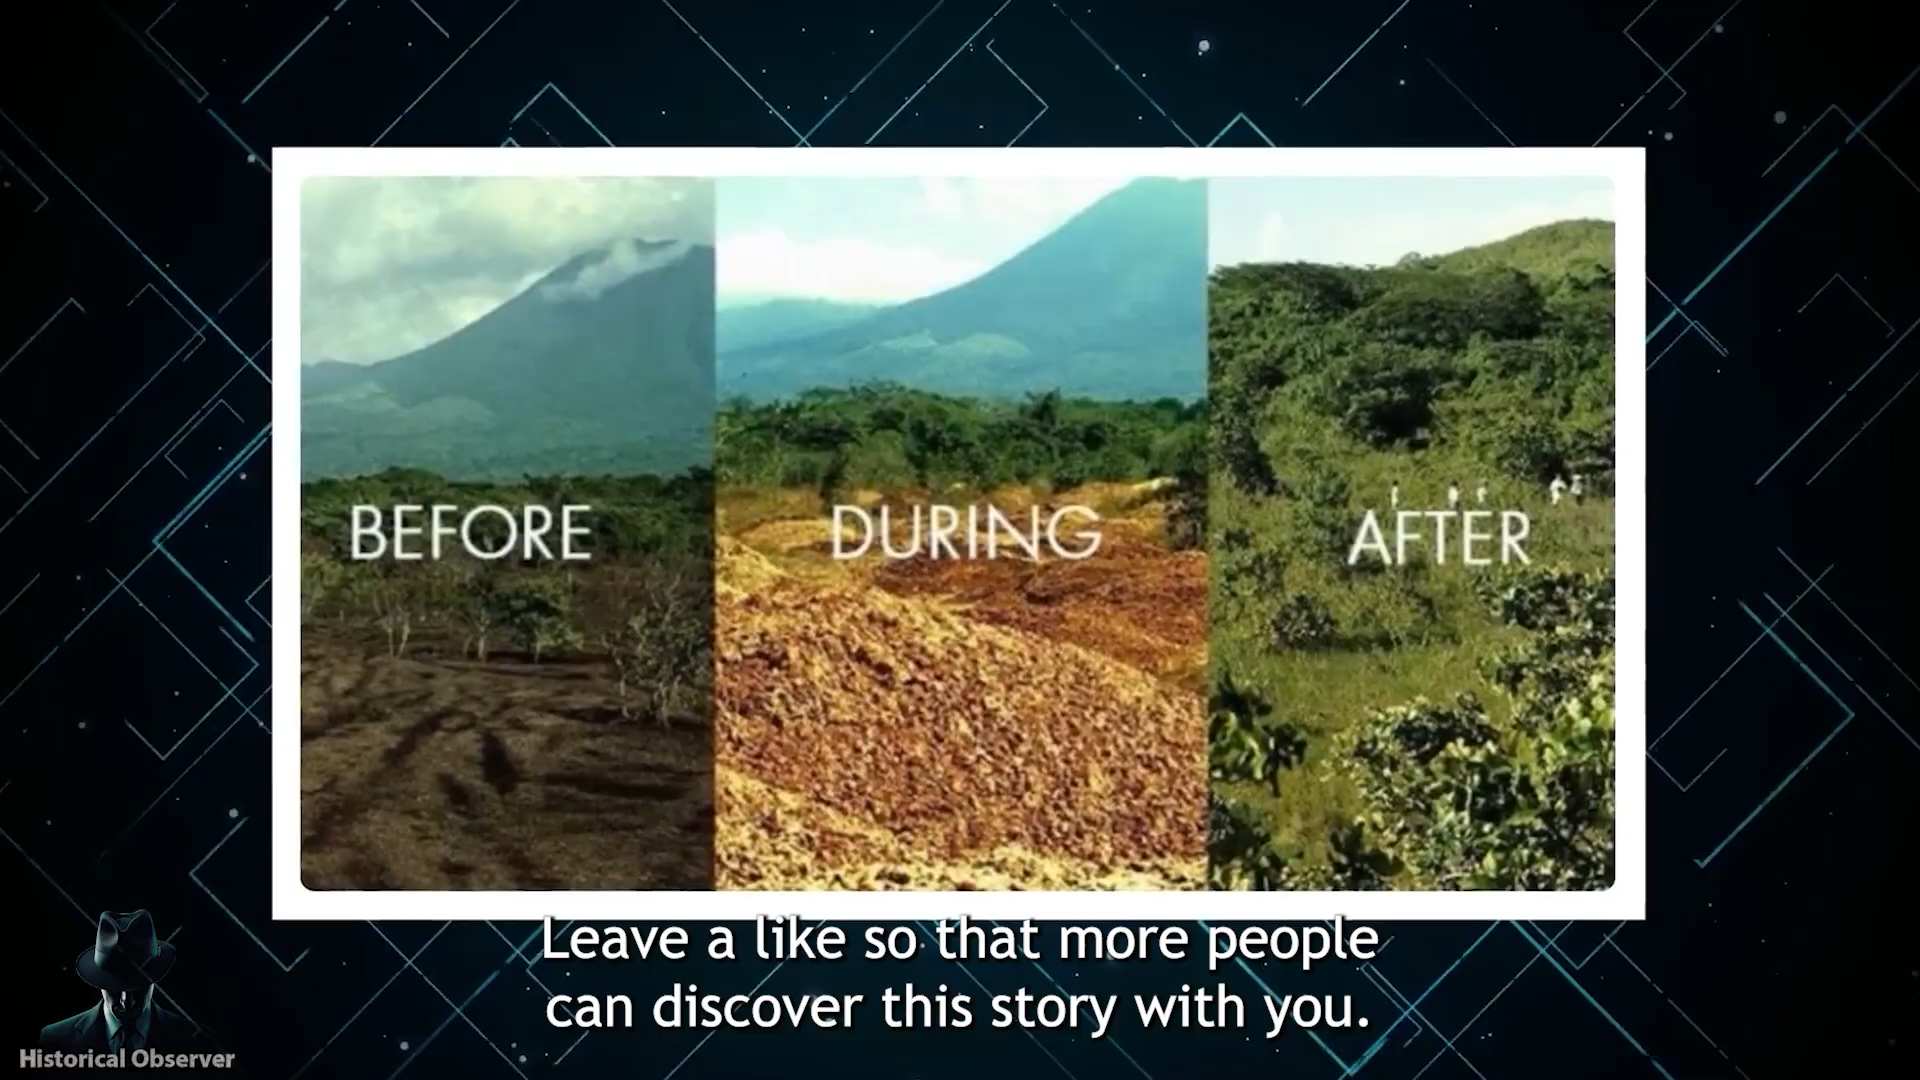 BEFORE
DURING
AFTER
Leave a like so that more people
can discover this story with you.
Historical Observer